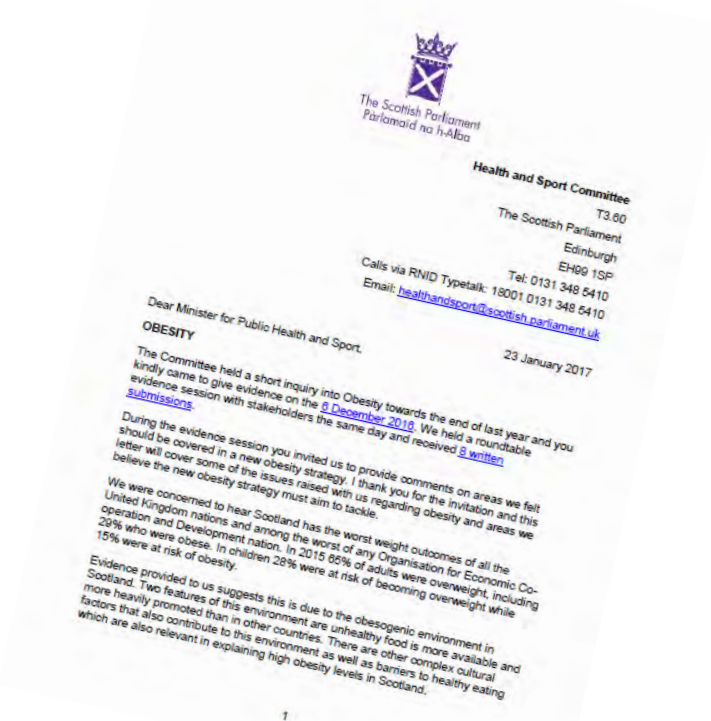 The Scottish Parliament
Pàrlamaid na h-Alba
Health and Sport Committee
T3.60
The Scottish Parliament
Edinburgh
EH99 1SP
Tel: 0131 348 5410
Calls via RNID Typetalk: 18001 0131 348 5410
Email: healthandsport@scottish.parliament.uk
23 January 2017
Dear Minister for Public Health and Sport,
OBESITY
The Committee held a short inquiry into Obesity towards the end of last year and you
kindly came to give evidence on the 6 December 2016. We held a roundtable
evidence session with stakeholders the same day and received 8 written
submissions.
During the evidence session you invited us to provide comments on areas we felt
should be covered in a new obesity strategy. I thank you for the invitation and this
letter will cover some of the issues raised with us regarding obesity and areas we
believe the new obesity strategy must aim to tackle.
We were concerned to hear Scotland has the worst weight outcomes of all the
United Kingdom nations and among the worst of any Organisation for Economic Co-
operation and Development nation. In 2015 65% of adults were overweight, including
29% who were obese. In children 28% were at risk of becoming overweight while
15% were at risk of obesity.
Evidence provided to us suggests this is due to the obesogenic environment in
Scotland. Two features of this environment are unhealthy food is more available and
more heavily promoted than in other countries. There are other complex cultural
factors that also contribute to this environment as well as barriers to healthy eating
which are also relevant in explaining high obesity levels in Scotland.
1